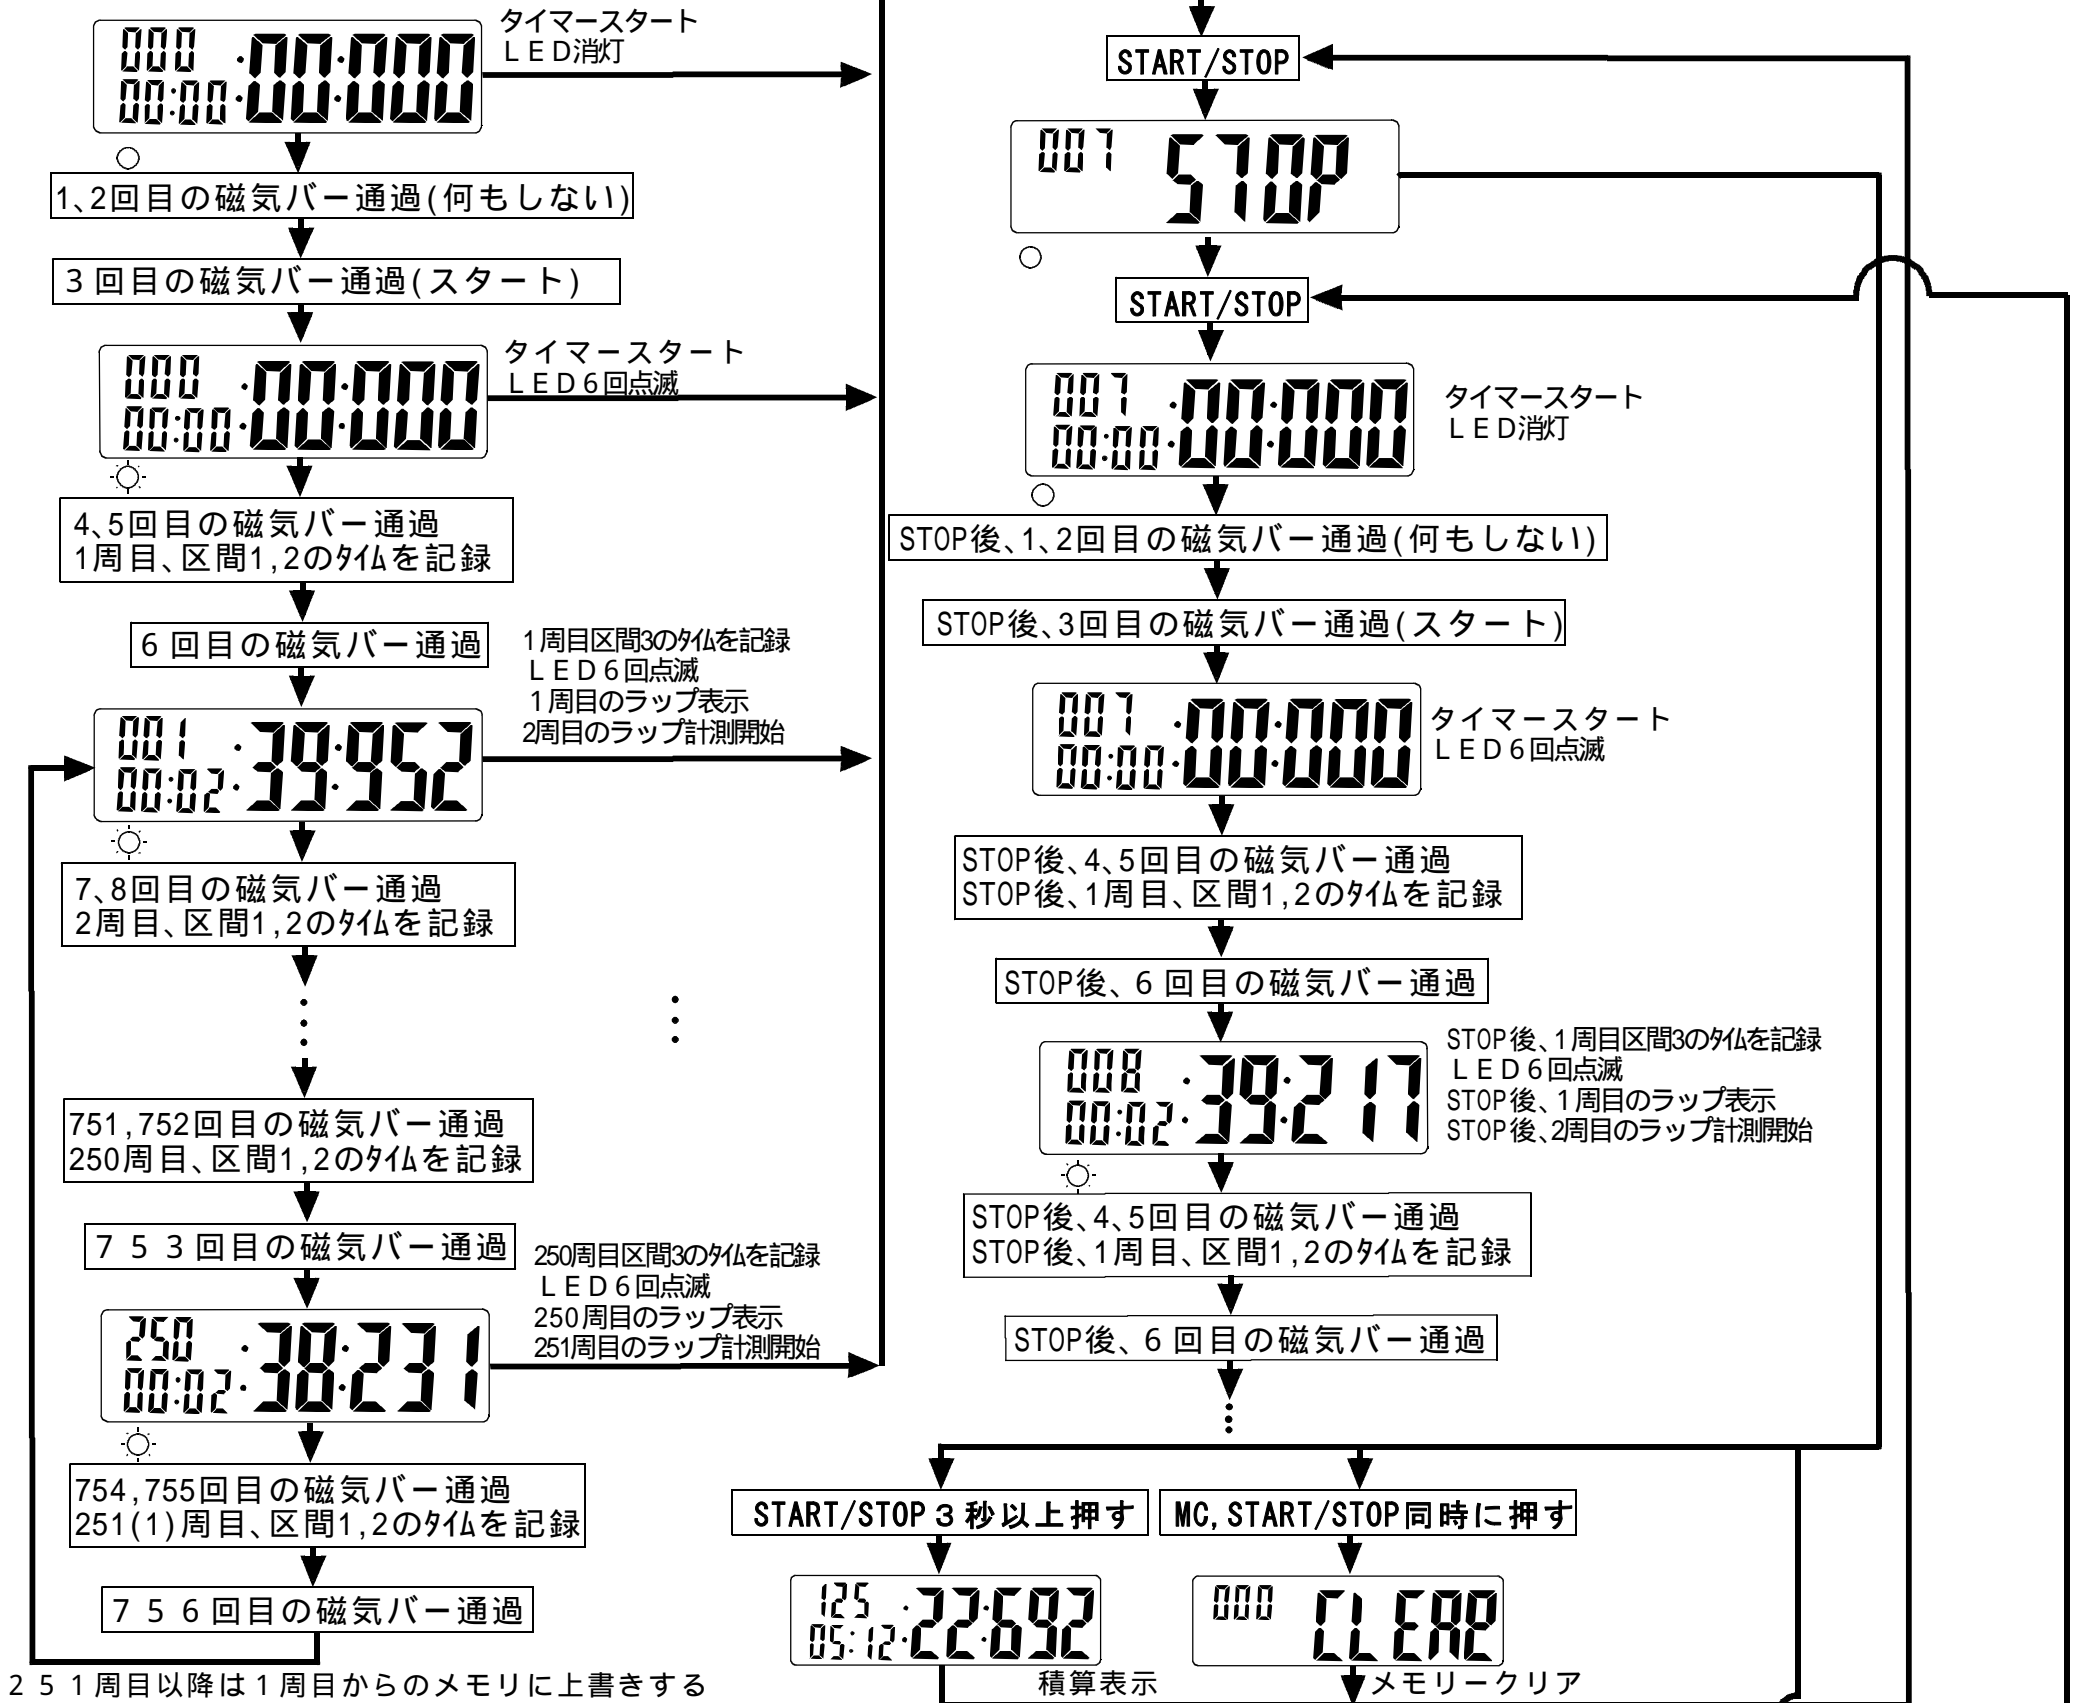 000
00:00 00:000
タイマースタート
ＬＥＤ消灯
1、2回目の磁気バー通過(何もしない)
３回目の磁気バー通過(スタート)
000
00:00 00:000
タイマースタート
ＬＥＤ６回点滅
4、5回目の磁気バー通過
1周目、区間1,2のﾀｲﾑを記録
６回目の磁気バー通過
1周目区間3のﾀｲﾑを記録
ＬＥＤ６回点滅
1周目のラップ表示
2周目のラップ計測開始
001
00:02 39:952
7、8回目の磁気バー通過
2周目、区間1,2のﾀｲﾑを記録
751,752回目の磁気バー通過
250周目、区間1,2のﾀｲﾑを記録
７５３回目の磁気バー通過
250周目区間3のﾀｲﾑを記録
ＬＥＤ６回点滅
250周目のラップ表示
251周目のラップ計測開始
250
00:02 38:231
754,755回目の磁気バー通過
251(1)周目、区間1,2のﾀｲﾑを記録
７５６回目の磁気バー通過
２５１周目以降は１周目からのメモリに上書きする
START/STOP
007 STOP
START/STOP
007
00:00 00:000
タイマースタート
ＬＥＤ消灯
STOP後、1、2回目の磁気バー通過(何もしない)
STOP後、3回目の磁気バー通過(スタート)
007
00:00 00:000
タイマースタート
ＬＥＤ６回点滅
STOP後、4、5回目の磁気バー通過
STOP後、1周目、区間1,2のﾀｲﾑを記録
STOP後、６回目の磁気バー通過
008
00:02 39:217
STOP後、1周目区間3のﾀｲﾑを記録
ＬＥＤ６回点滅
STOP後、1周目のラップ表示
STOP後、2周目のラップ計測開始
STOP後、4、5回目の磁気バー通過
STOP後、1周目、区間1,2のﾀｲﾑを記録
STOP後、６回目の磁気バー通過
START/STOP３秒以上押す
MC,START/STOP同時に押す
125
05:12 22:692
積算表示
000 CLEAR
メモリークリア